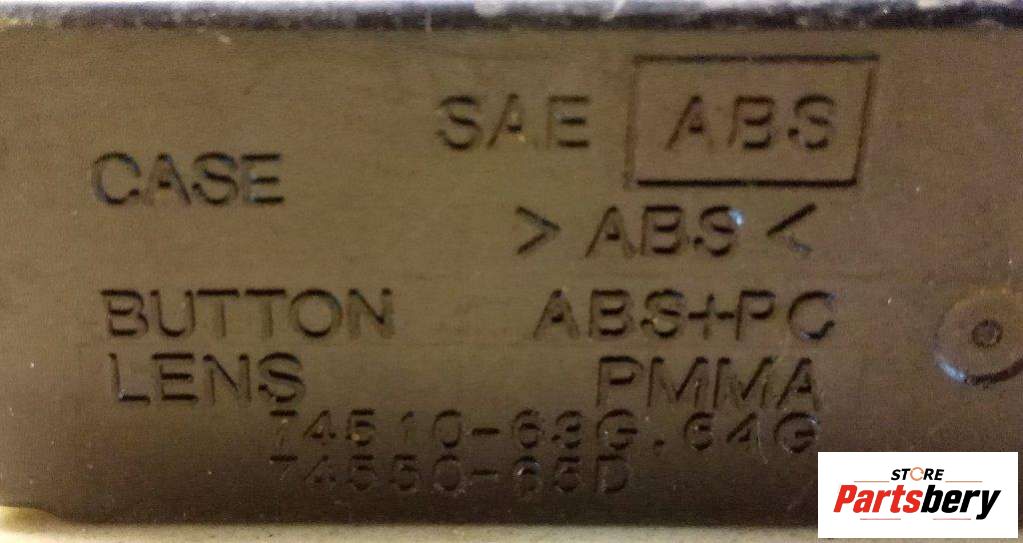 SAE ABS
CASE
> ABS <
BUTTON ABS+PC
LENS PMMA
74510-63G.64G
74550-65D
STORE
Partsbery